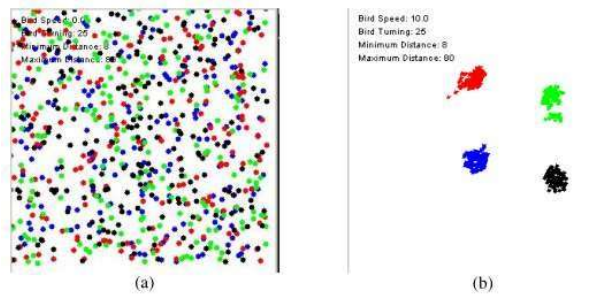 Bird Speed: 0.0
Bird Turning: 25
Minimum Distance: 8
Maximum Distance: 80
(a)
Bird Speed: 10.0
Bird Turning: 25
Minimum Distance: 8
Maximum Distance: 80
(b)